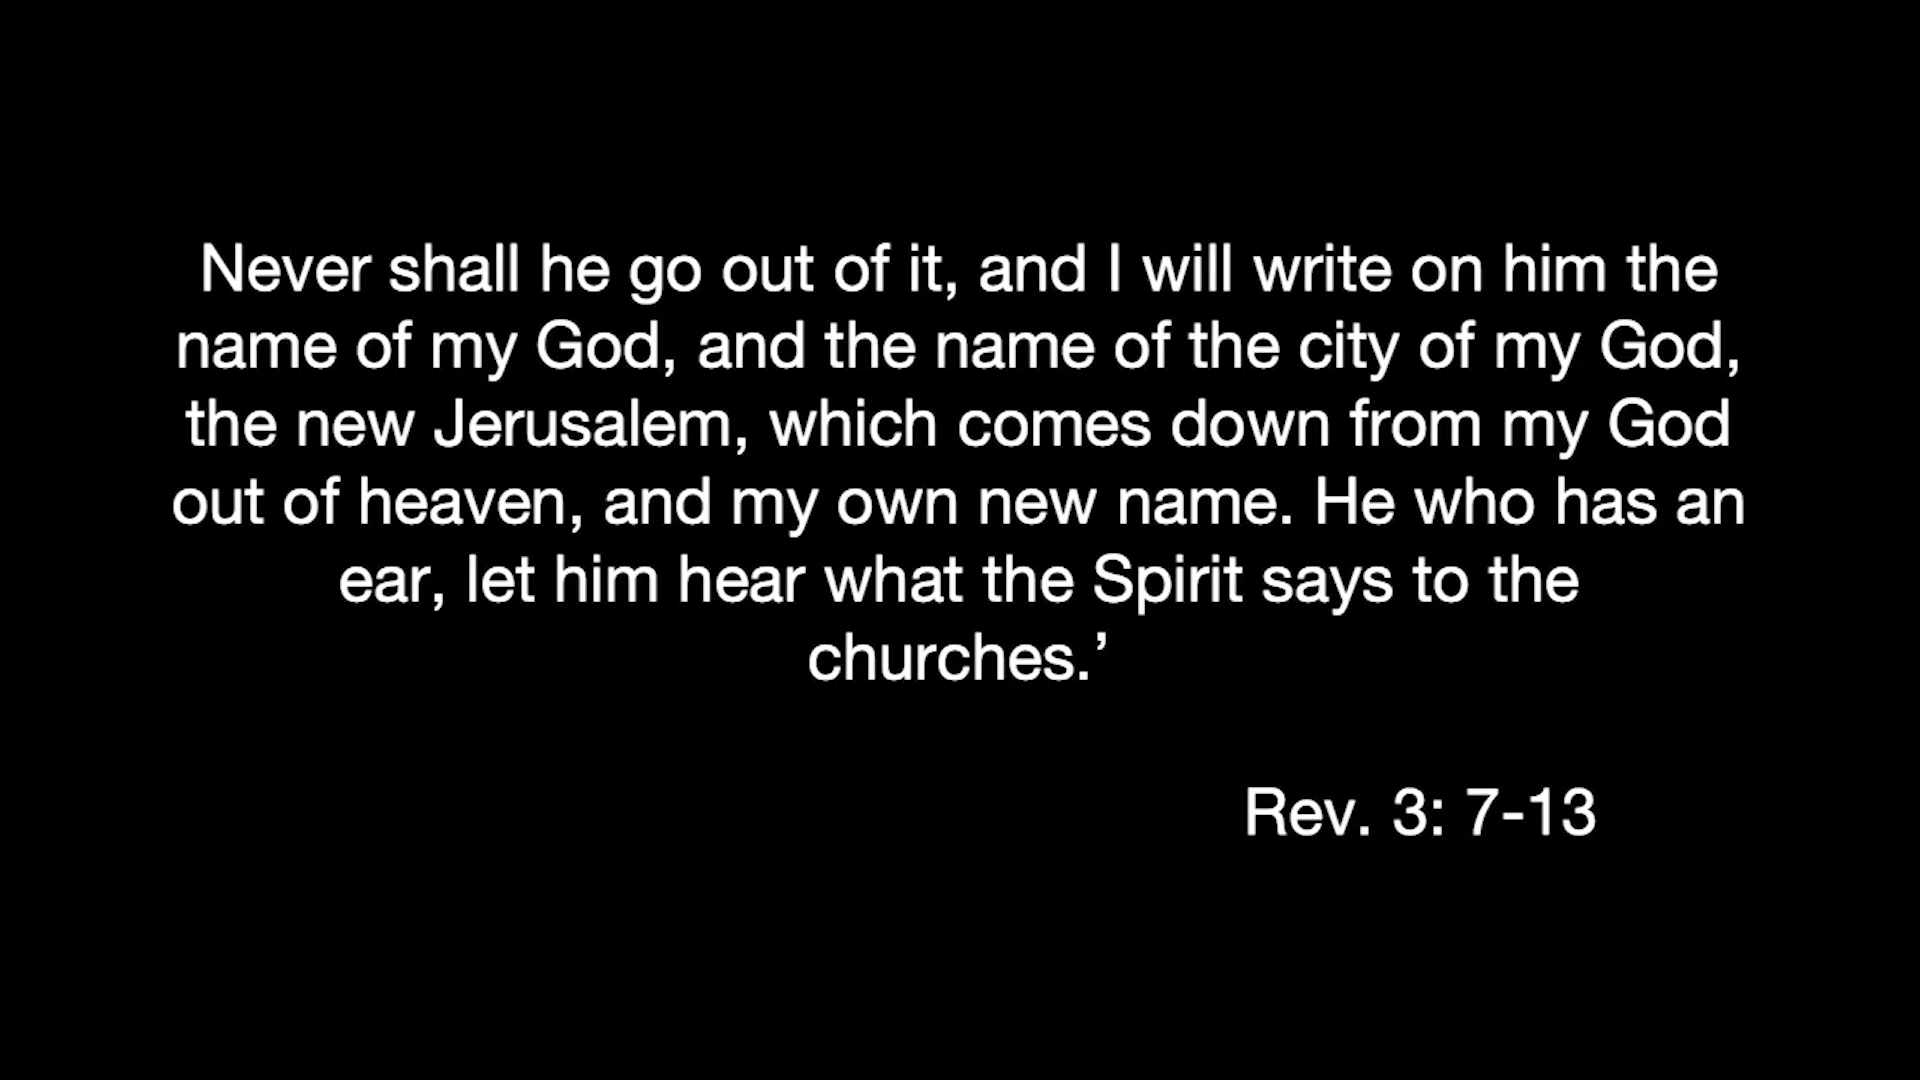 Never shall he go out of it, and I will write on him the
name of my God, and the name of the city of my God,
the new Jerusalem, which comes down from my God
out of heaven, and my own new name. He who has an
ear, let him hear what the Spirit says to the
churches.’
Rev. 3: 7-13